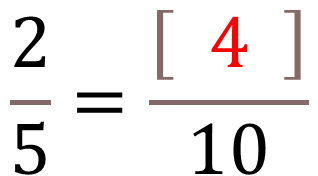 2/5 = [ 4 ]/10